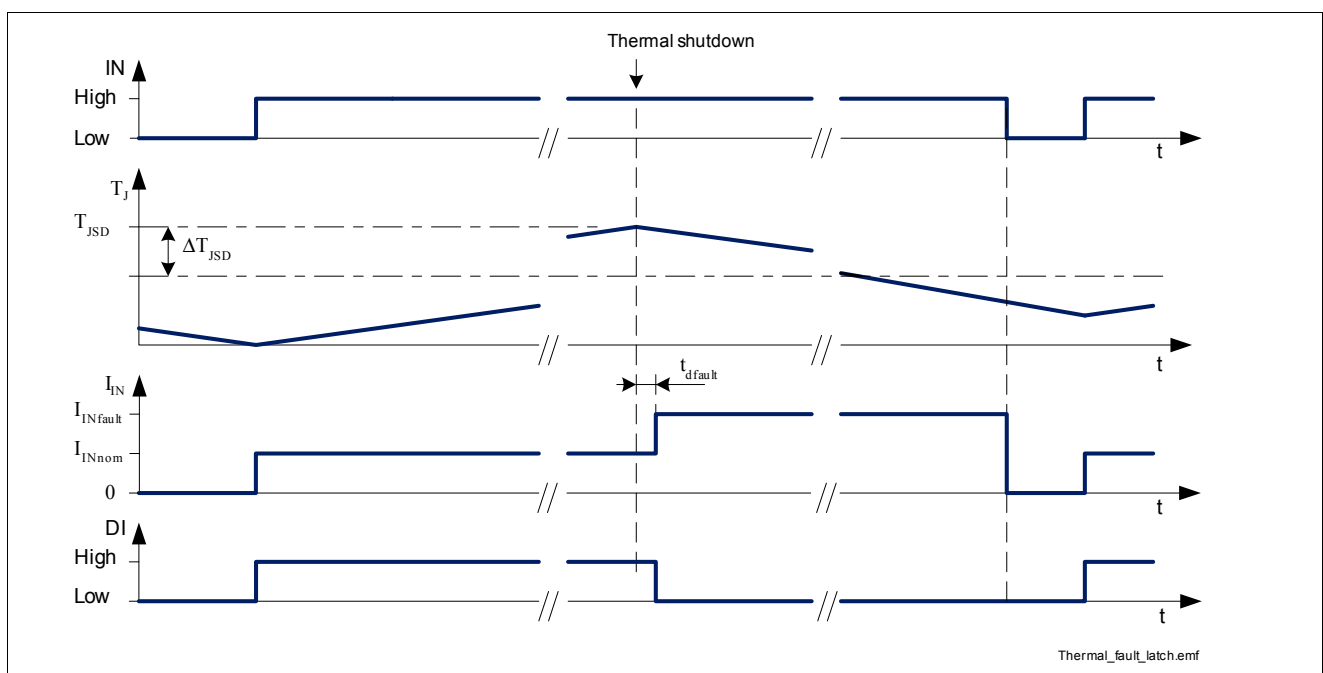 Thermal shutdown
IN
High
Low
t
T_J
T_JSD
ΔT_JSD
t
t_dfault
I_IN
I_INfault
I_INnom
0
t
DI
High
Low
t
Thermal_fault_latch.emf